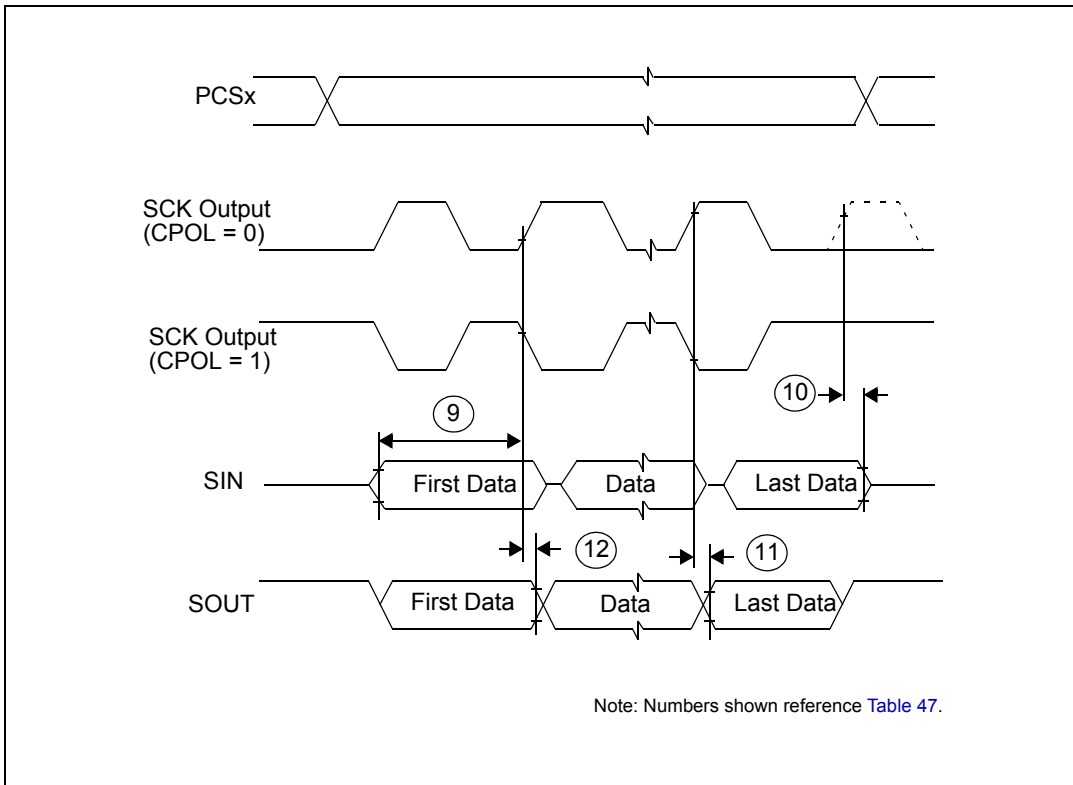 PCSx
SCK Output
(CPOL = 0)
SCK Output
(CPOL = 1)
10
9
SIN
First Data
Data
Last Data
12
11
SOUT
First Data
Data
Last Data
Note: Numbers shown reference Table 47.